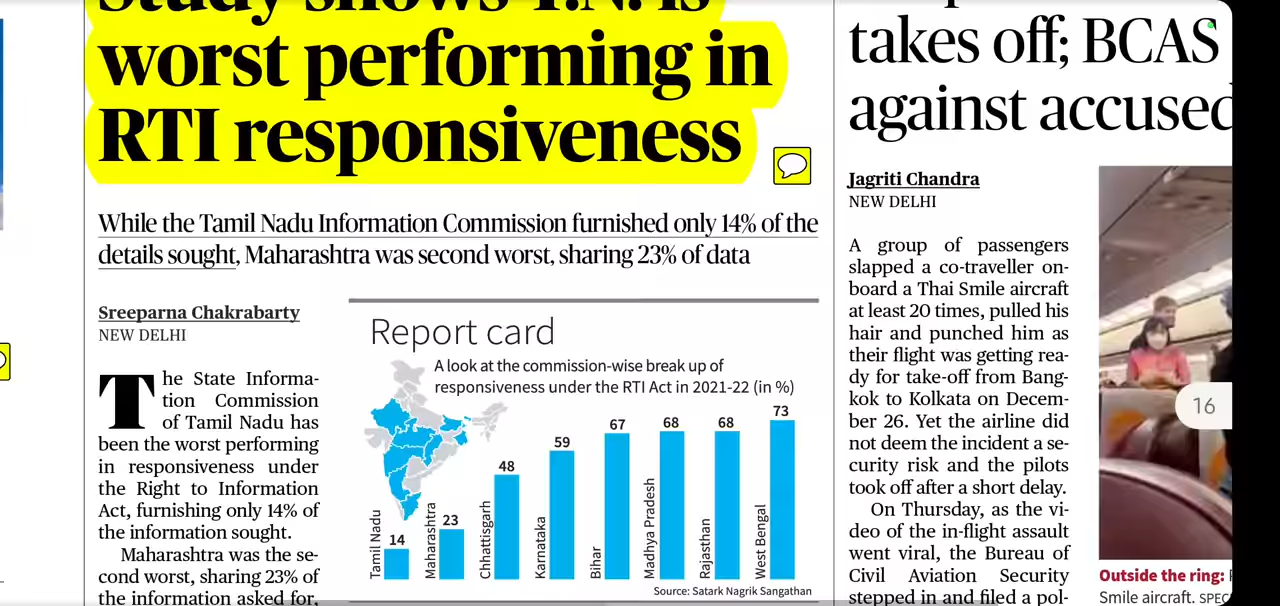 Study shows T.N. is
worst performing in
RTI responsiveness
While the Tamil Nadu Information Commission furnished only 14% of the
details sought, Maharashtra was second worst, sharing 23% of data
Sreeparna Chakrabarty
NEW DELHI
The State Informa-
tion Commission
of Tamil Nadu has
been the worst performing
in responsiveness under
the Right to Information
Act, furnishing only 14% of
the information sought.
Maharashtra was the se-
cond worst, sharing 23% of
the information asked for,
Report card
A look at the commission-wise break up of
responsiveness under the RTI Act in 2021-22 (in %)
Tamil Nadu 14
Maharashtra 23
Chhattisgarh 48
Karnataka 59
Bihar 67
Madhya Pradesh 68
Rajasthan 68
West Bengal 73
Source: Satark Nagrik Sangathan
takes off; BCAS
against accused
Jagriti Chandra
NEW DELHI
A group of passengers
slapped a co-traveller on-
board a Thai Smile aircraft
at least 20 times, pulled his
hair and punched him as
their flight was getting rea-
dy for take-off from Bang-
kok to Kolkata on Decem-
ber 26. Yet the airline did
not deem the incident a se-
curity risk and the pilots
took off after a short delay.
On Thursday, as the vi-
deo of the in-flight assault
went viral, the Bureau of
Civil Aviation Security
stepped in and filed a pol-
16
Outside the ring:
Smile aircraft. SPEC